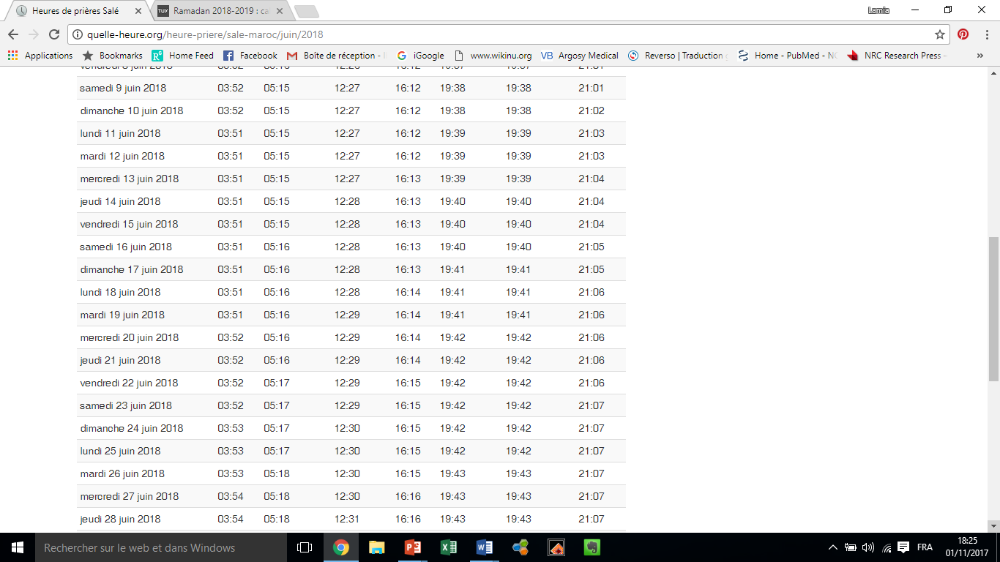 Heures de prières Salé
TUX Ramadan 2018-2019 : ca
Lamia
quelle-heure.org/heure-priere/sale-maroc/juin/2018
Applications Bookmarks Home Feed Facebook Boîte de réception - iGoogle www.wikinu.org VB Argosy Medical Reverso | Traduction Home - PubMed - NC NRC Research Press - »
samedi 9 juin 2018 03:52 05:15 12:27 16:12 19:38 19:38 21:01
dimanche 10 juin 2018 03:52 05:15 12:27 16:12 19:38 19:38 21:02
lundi 11 juin 2018 03:51 05:15 12:27 16:12 19:39 19:39 21:03
mardi 12 juin 2018 03:51 05:15 12:27 16:12 19:39 19:39 21:03
mercredi 13 juin 2018 03:51 05:15 12:27 16:13 19:39 19:39 21:04
jeudi 14 juin 2018 03:51 05:15 12:28 16:13 19:40 19:40 21:04
vendredi 15 juin 2018 03:51 05:15 12:28 16:13 19:40 19:40 21:04
samedi 16 juin 2018 03:51 05:16 12:28 16:13 19:40 19:40 21:05
dimanche 17 juin 2018 03:51 05:16 12:28 16:13 19:41 19:41 21:05
lundi 18 juin 2018 03:51 05:16 12:28 16:14 19:41 19:41 21:06
mardi 19 juin 2018 03:51 05:16 12:29 16:14 19:41 19:41 21:06
mercredi 20 juin 2018 03:52 05:16 12:29 16:14 19:42 19:42 21:06
jeudi 21 juin 2018 03:52 05:16 12:29 16:14 19:42 19:42 21:06
vendredi 22 juin 2018 03:52 05:17 12:29 16:15 19:42 19:42 21:06
samedi 23 juin 2018 03:52 05:17 12:29 16:15 19:42 19:42 21:07
dimanche 24 juin 2018 03:53 05:17 12:30 16:15 19:42 19:42 21:07
lundi 25 juin 2018 03:53 05:17 12:30 16:15 19:42 19:42 21:07
mardi 26 juin 2018 03:53 05:18 12:30 16:15 19:43 19:43 21:07
mercredi 27 juin 2018 03:54 05:18 12:30 16:16 19:43 19:43 21:07
jeudi 28 juin 2018 03:54 05:18 12:31 16:16 19:43 19:43 21:07
Rechercher sur le web et dans Windows
FRA
18:25
01/11/2017